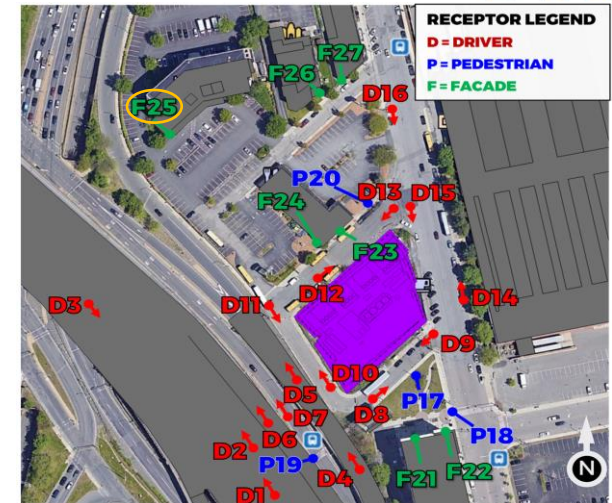 RECEPTOR LEGEND
D = DRIVER
P = PEDESTRIAN
F = FACADE
F27
F26
F25
D16
P20
D13
D15
F24
F23
D12
D3
D11
D14
D9
D10
D5
D8
P17
D7
D6
P18
D2
P19
D4
F21
F22
D1
N